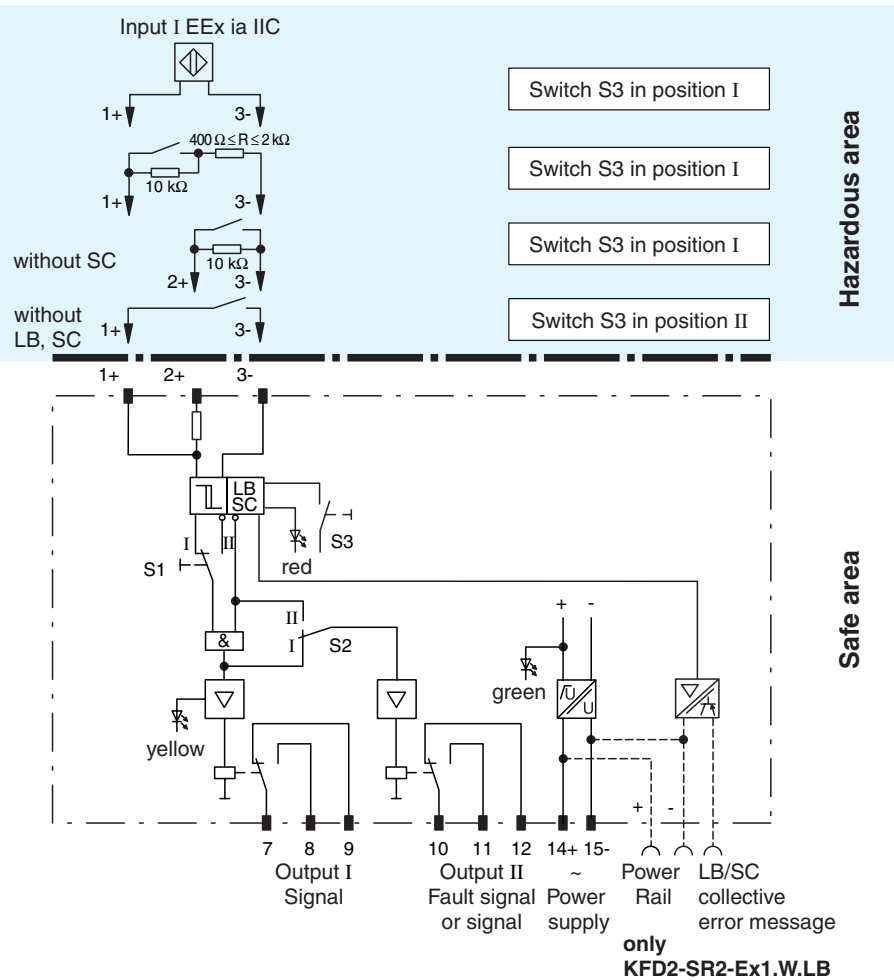 Input I EEx ia IIC
Switch S3 in position I
1+ 3-
400 Ω ≤ R ≤ 2 kΩ
10 kΩ
Switch S3 in position I
1+ 3-
without SC
10 kΩ
Switch S3 in position I
2+ 3-
without
LB, SC
1+ 3-
Switch S3 in position II
Hazardous area
1+ 2+ 3-
LB
SC
I II
S1
red
S3
&
II
I S2
+ -
green
U
U
yellow
Safe area
+ -
7 8 9 10 11 12 14+ 15-
Output I
Signal
Output II
Fault signal
or signal
~
Power
supply
Power
Rail
LB/SC
collective
error message
only
KFD2-SR2-Ex1.W.LB